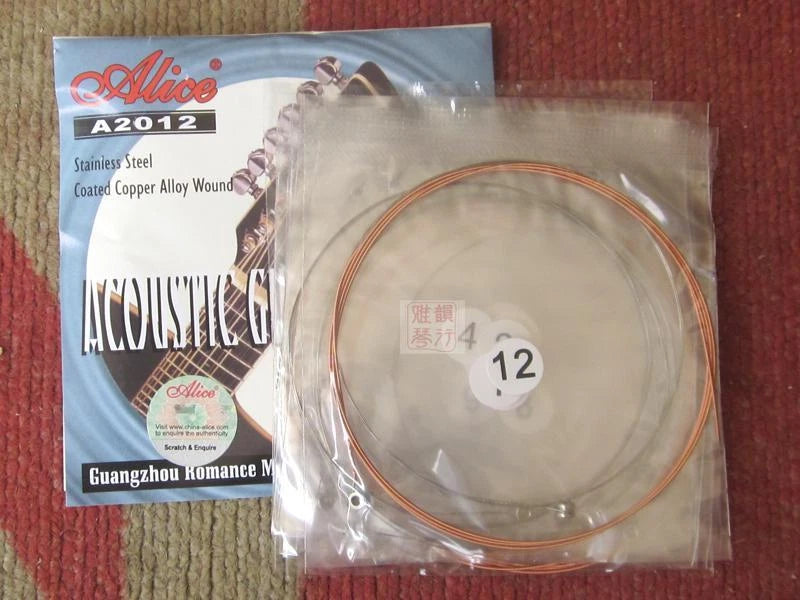 Alice®
A2012
Stainless Steel
Coated Copper Alloy Wound
ACOUSTIC G
Alice
Visit www.china-alice.com
to enquire the authenticity
Scratch & Enquire
Guangzhou Romance M
雅韻
琴行
4
12